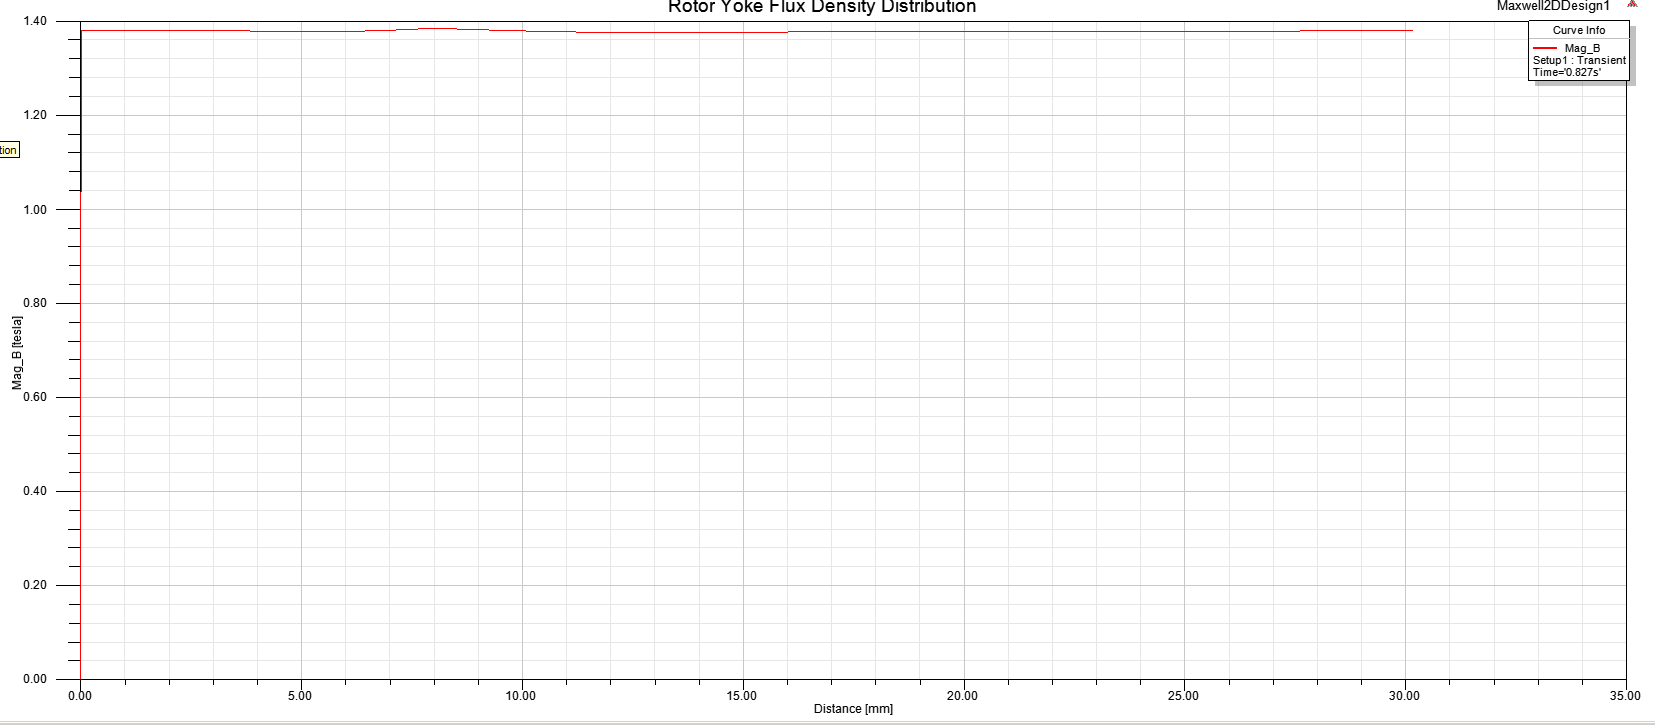 Rotor Yoke Flux Density Distribution
Maxwell2DDesign1
Curve Info
Mag_B
Setup1 : Transient
Time='0.827s'
1.40
1.20
tion
1.00
0.80
Mag_B [tesla]
0.60
0.40
0.20
0.00
0.00 5.00 10.00 15.00 20.00 25.00 30.00 35.00
Distance [mm]